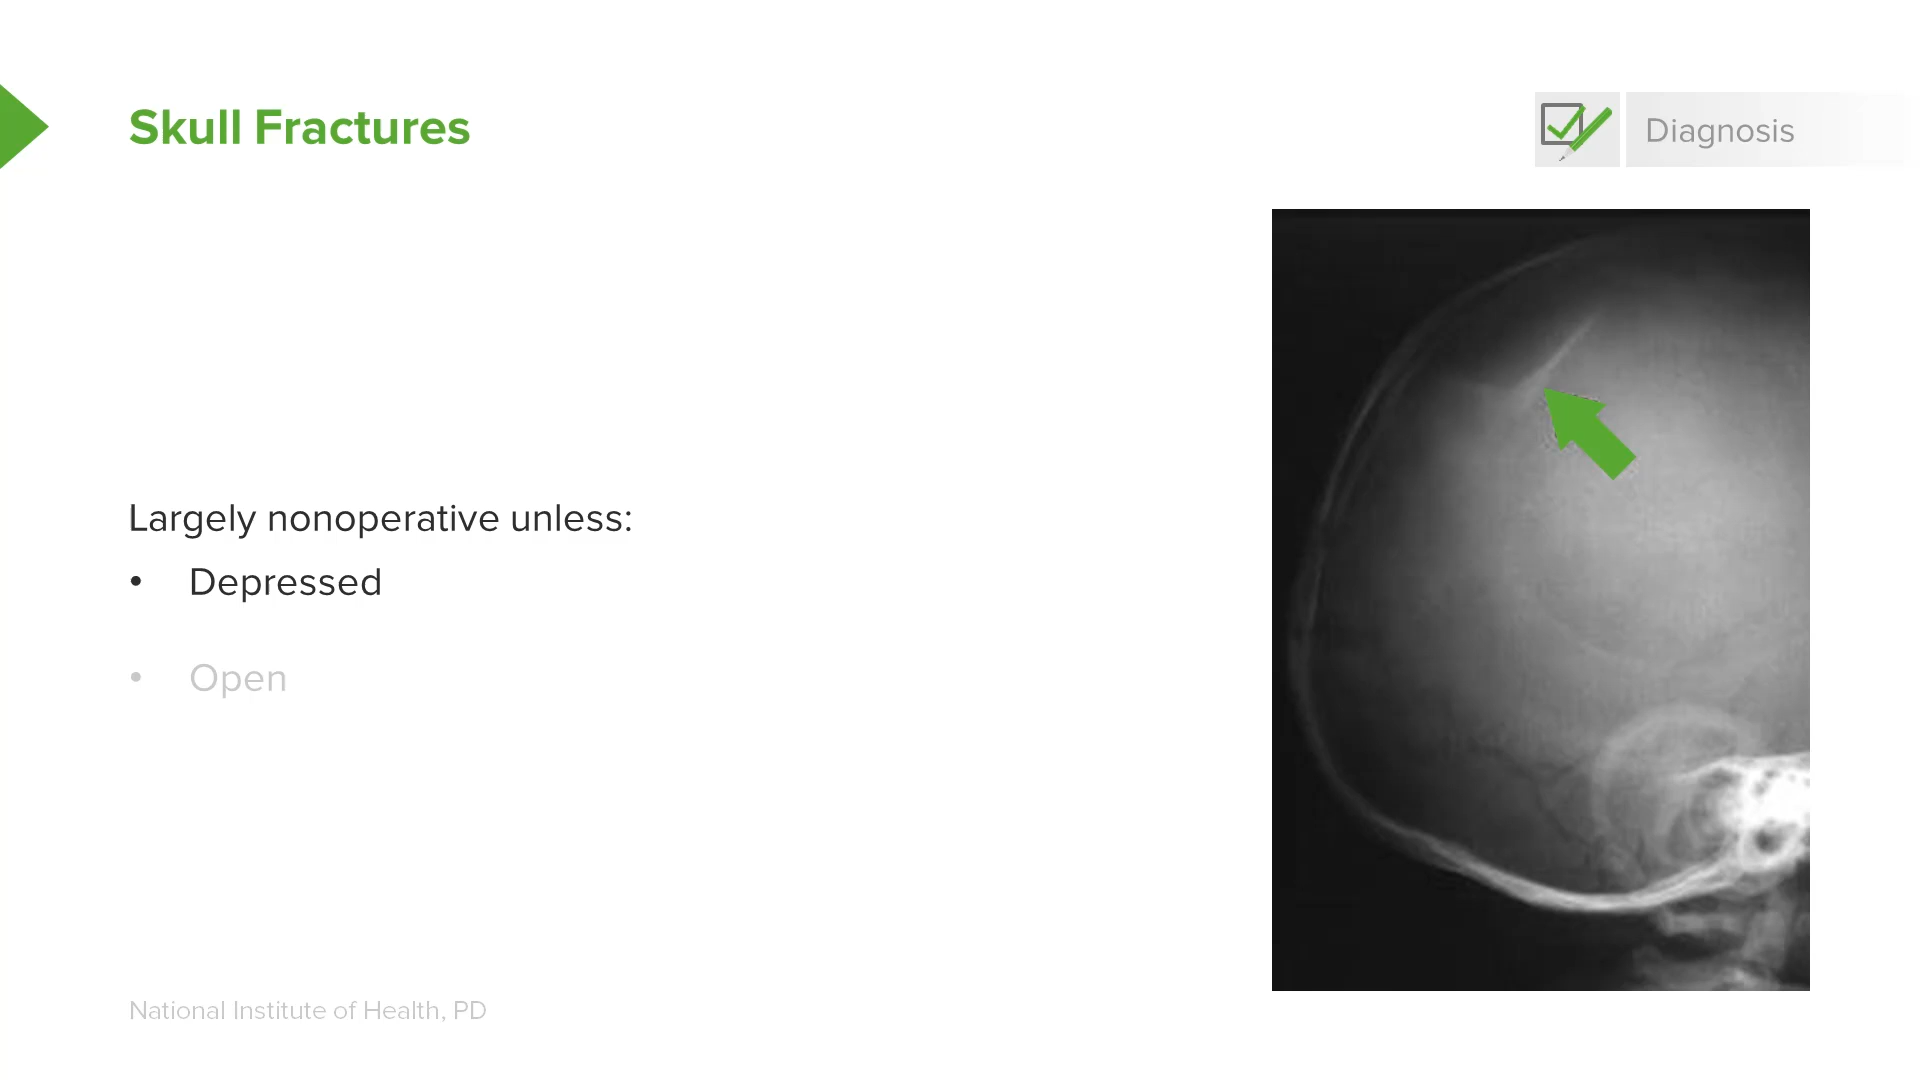 Skull Fractures
Diagnosis
Largely nonoperative unless:
• Depressed
• Open
National Institute of Health, PD